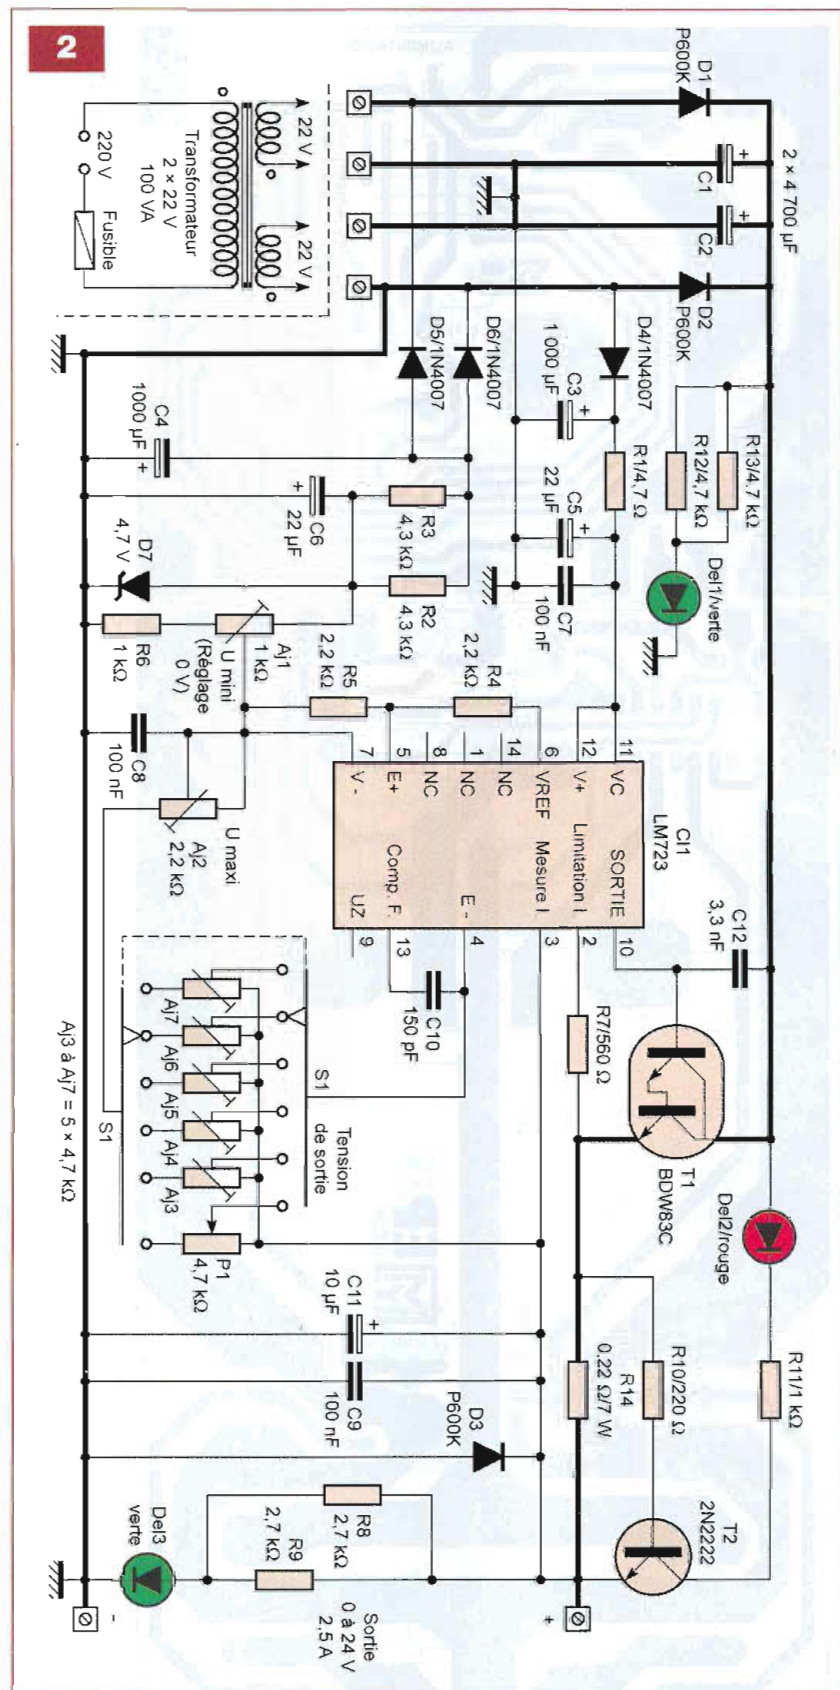 2
D1
P600K
2 × 4 700 µF
C1
+
C2
+
D2
P600K
22 V
22 V
Transformateur
2 × 22 V
100 VA
220 V
Fusible
D5/1N4007
D6/1N4007
D4/1N4007
C3
1 000 µF
+
R1/4,7 Ω
C5
22 µF
+
C7
100 nF
R13/4,7 kΩ
R12/4,7 kΩ
Del1/verte
C4
1000 µF
+
C6
22 µF
+
R3
4,3 kΩ
R2
4,3 kΩ
D7
4,7 V
R6
1 kΩ
Aj1
1 kΩ
U mini
(Réglage
0 V)
R5
2,2 kΩ
R4
2,2 kΩ
C8
100 nF
U maxi
Aj2
2,2 kΩ
CI1
LM723
11
VC
12
V+
6
VREF
14
NC
1
NC
8
NC
5
E+
7
V -
SORTIE
10
Limitation I
2
Mesure I
3
E -
4
Comp. F.
13
UZ
9
C12
3,3 nF
R7/560 Ω
C10
150 pF
T1
BDW83C
Del2/rouge
R11/1 kΩ
R10/220 Ω
R14
0,22 Ω/7 W
T2
2N2222
S1
Tension
de sortie
Aj7
Aj6
Aj5
Aj4
Aj3
P1
4,7 kΩ
S1
Aj3 à Aj7 = 5 × 4,7 kΩ
C11
10 µF
+
C9
100 nF
D3
P600K
R8
2,7 kΩ
R9
2,7 kΩ
Del3
verte
Sortie
0 à 24 V
2,5 A
+
-